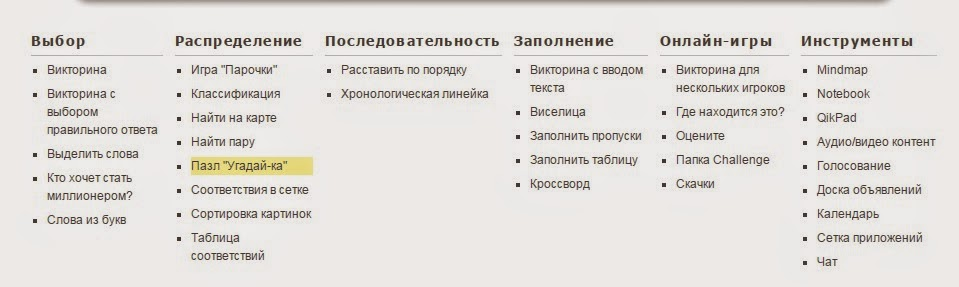 Выбор
Викторина
Викторина с
выбором
правильного ответа
Выделить слова
Кто хочет стать
миллионером?
Слова из букв
Распределение
Игра "Парочки"
Классификация
Найти на карте
Найти пару
Пазл "Угадай-ка"
Соответствия в сетке
Сортировка картинок
Таблица
соответствий
Последовательность
Расставить по порядку
Хронологическая линейка
Заполнение
Викторина с вводом
текста
Виселица
Заполнить пропуски
Заполнить таблицу
Кроссворд
Онлайн-игры
Викторина для
нескольких игроков
Где находится это?
Оцените
Папка Challenge
Скачки
Инструменты
Mindmap
Notebook
QikPad
Аудио/видео контент
Голосование
Доска объявлений
Календарь
Сетка приложений
Чат